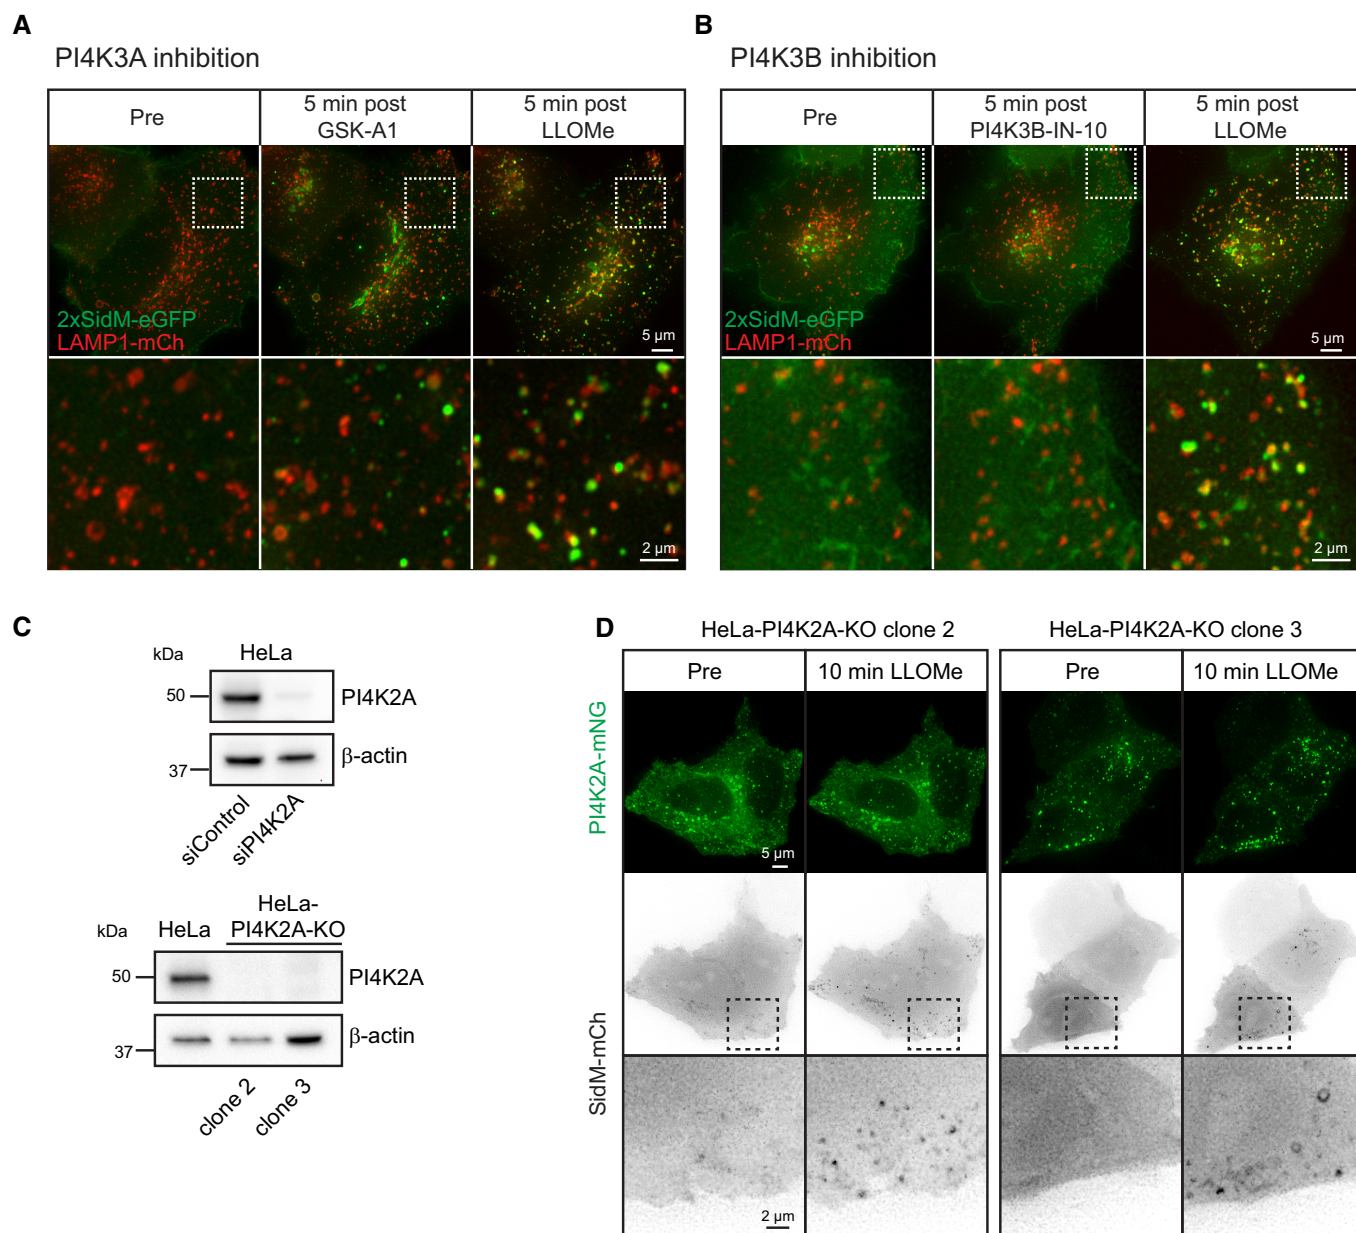 A
PI4K3A inhibition
Pre
5 min post
GSK-A1
5 min post
LLOMe
2xSidM-eGFP
LAMP1-mCh
5 µm
2 µm
B
PI4K3B inhibition
Pre
5 min post
PI4K3B-IN-10
5 min post
LLOMe
2xSidM-eGFP
LAMP1-mCh
5 µm
2 µm
C
kDa
HeLa
50
PI4K2A
37
β-actin
siControl
siPI4K2A
kDa
HeLa
HeLa-
PI4K2A-KO
50
PI4K2A
37
β-actin
clone 2
clone 3
D
HeLa-PI4K2A-KO clone 2
HeLa-PI4K2A-KO clone 3
Pre
10 min LLOMe
Pre
10 min LLOMe
PI4K2A-mNG
5 µm
SidM-mCh
2 µm